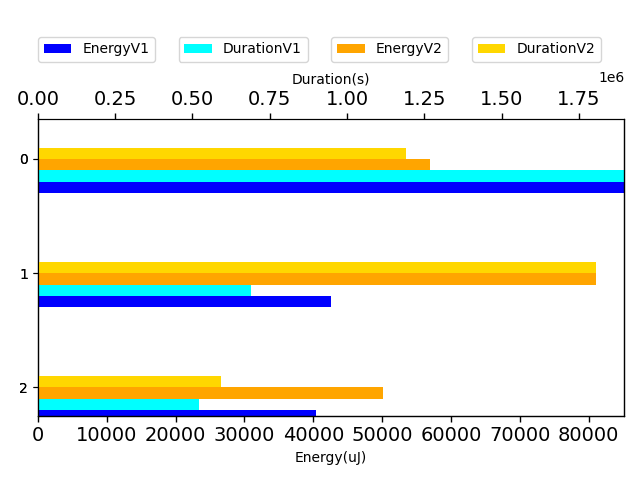 EnergyV1 DurationV1 EnergyV2 DurationV2
Duration(s)
1e6
0.00 0.25 0.50 0.75 1.00 1.25 1.50 1.75
0
1
2
0 10000 20000 30000 40000 50000 60000 70000 80000
Energy(uJ)